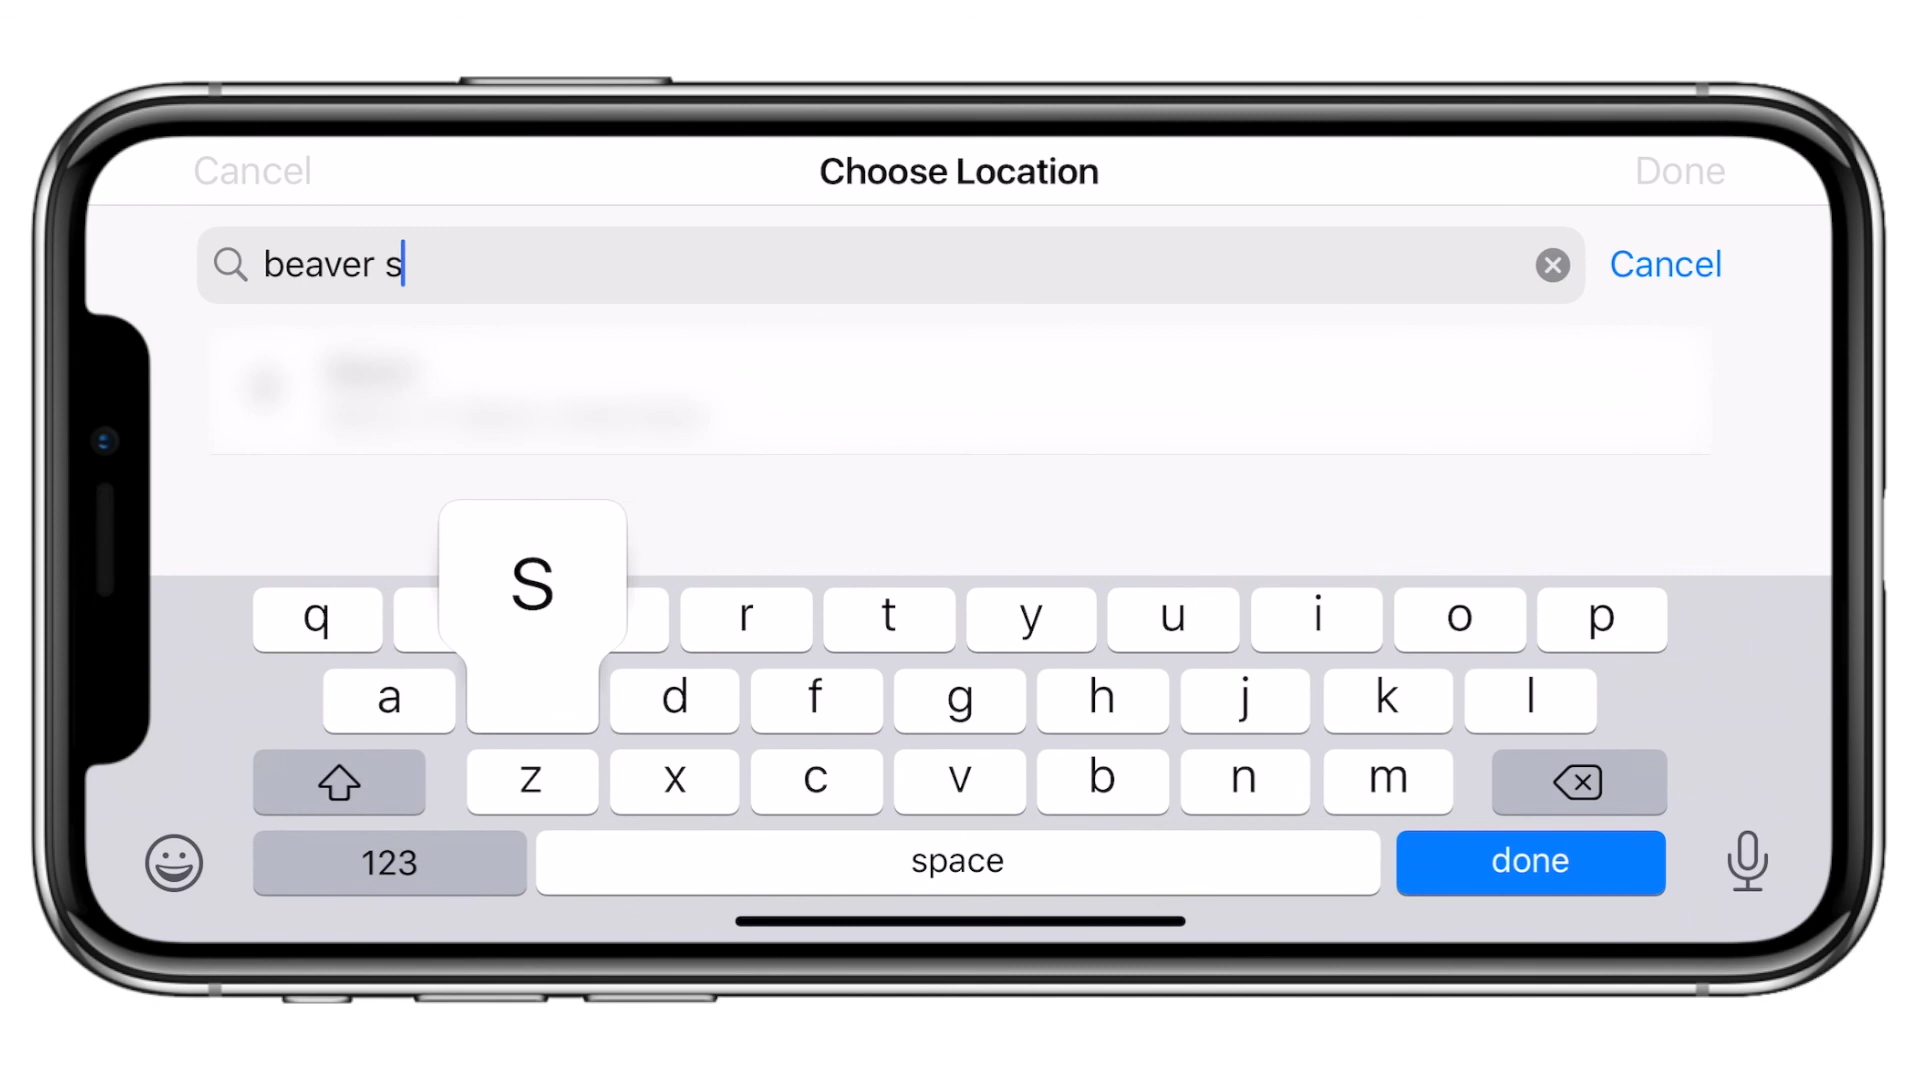 Cancel Choose Location Done
beaver s Cancel
S
q r t y u i o p
a d f g h j k l
z x c v b n m
123 space done